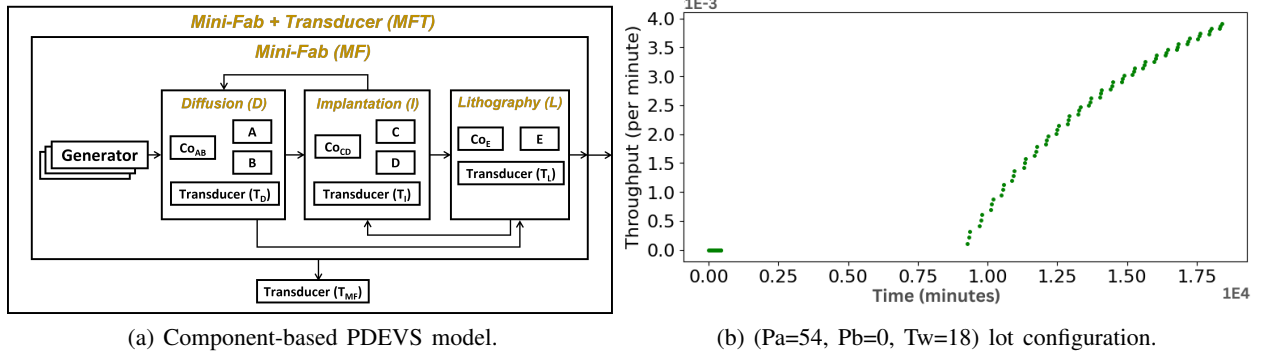 Mini-Fab + Transducer (MFT)
Mini-Fab (MF)
Diffusion (D)
Implantation (I)
Lithography (L)
Generator
Co_AB
A
B
Transducer (T_D)
Co_CD
C
D
Transducer (T_I)
Co_E
E
Transducer (T_L)
Transducer (T_MF)
(a) Component-based PDEVS model.
1E-3
4.0
3.5
3.0
2.5
2.0
1.5
1.0
0.5
0.0
Throughput (per minute)
0.00 0.25 0.50 0.75 1.00 1.25 1.50 1.75
Time (minutes)
1E4
(b) (Pa=54, Pb=0, Tw=18) lot configuration.